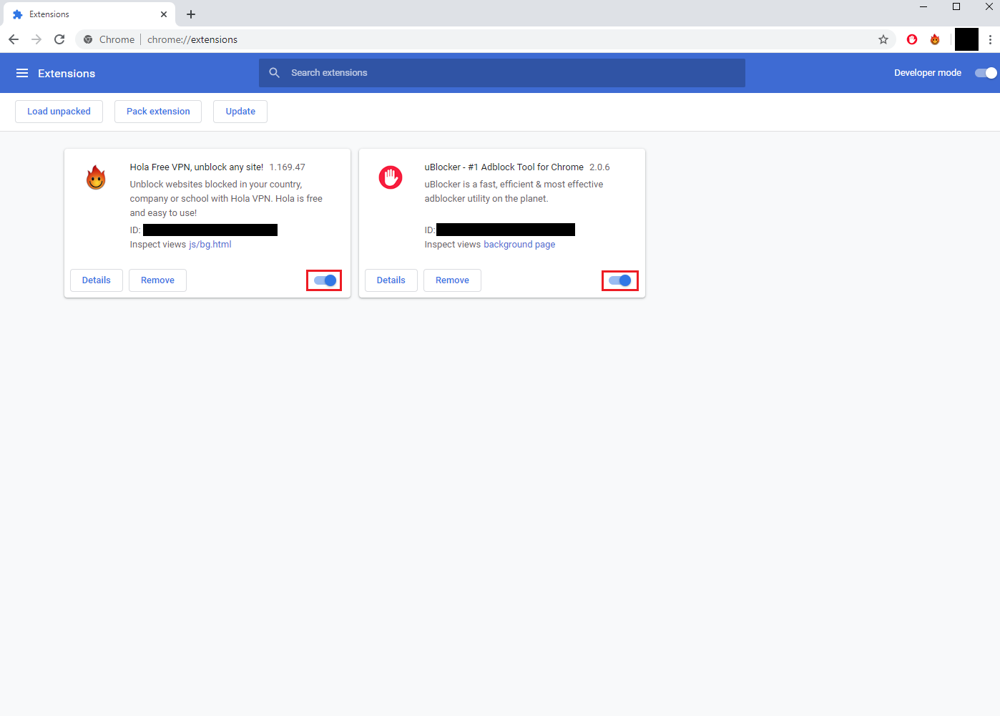 Extensions
Chrome chrome://extensions
Extensions
Search extensions
Developer mode
Load unpacked
Pack extension
Update
Hola Free VPN, unblock any site! 1.169.47
Unblock websites blocked in your country,
company or school with Hola VPN. Hola is free
and easy to use!
ID:
Inspect views js/bg.html
Details
Remove
uBlocker - #1 Adblock Tool for Chrome 2.0.6
uBlocker is a fast, efficient & most effective
adblocker utility on the planet.
ID:
Inspect views background page
Details
Remove